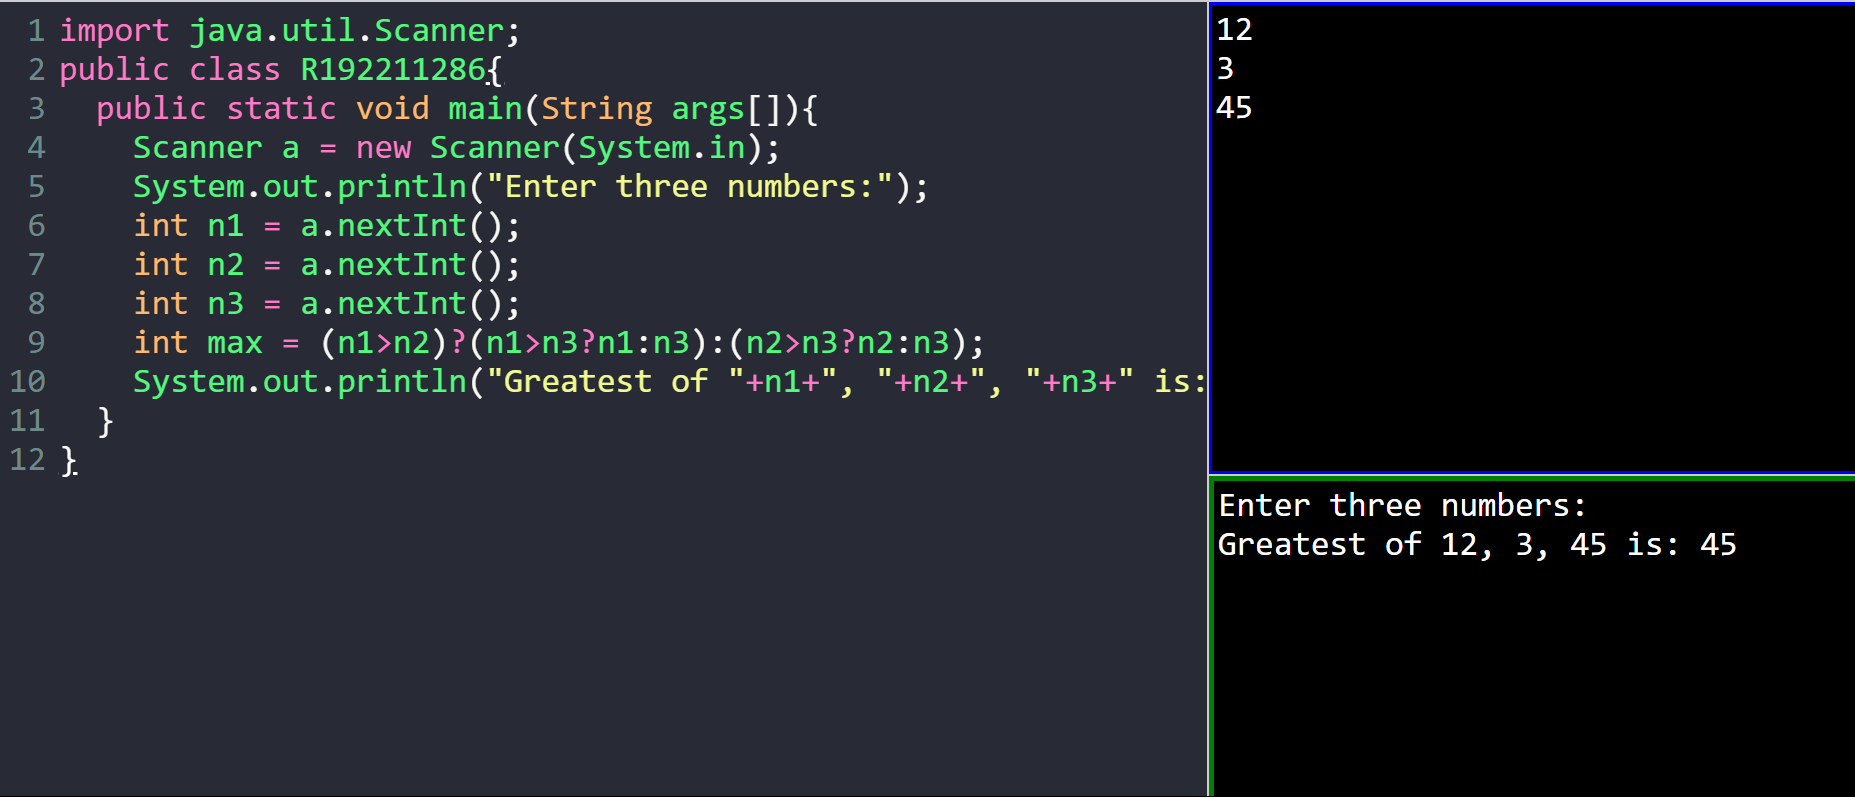 1 import java.util.Scanner;
2 public class R192211286{
3   public static void main(String args[]){
4     Scanner a = new Scanner(System.in);
5     System.out.println("Enter three numbers:");
6     int n1 = a.nextInt();
7     int n2 = a.nextInt();
8     int n3 = a.nextInt();
9     int max = (n1>n2)?(n1>n3?n1:n3):(n2>n3?n2:n3);
10     System.out.println("Greatest of "+n1+", "+n2+", "+n3+" is:
11   }
12 }
12
3
45
Enter three numbers:
Greatest of 12, 3, 45 is: 45